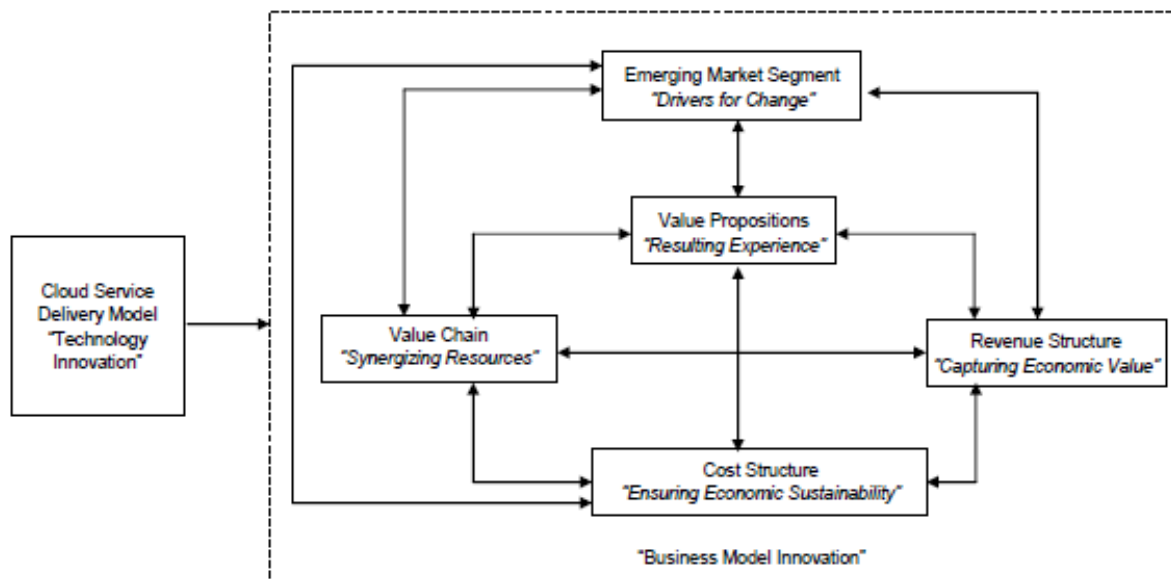 Emerging Market Segment
"Drivers for Change"
Value Propositions
"Resulting Experience"
Cloud Service
Delivery Model
"Technology
Innovation"
Value Chain
"Synergizing Resources"
Revenue Structure
"Capturing Economic Value"
Cost Structure
"Ensuring Economic Sustainability"
"Business Model Innovation"